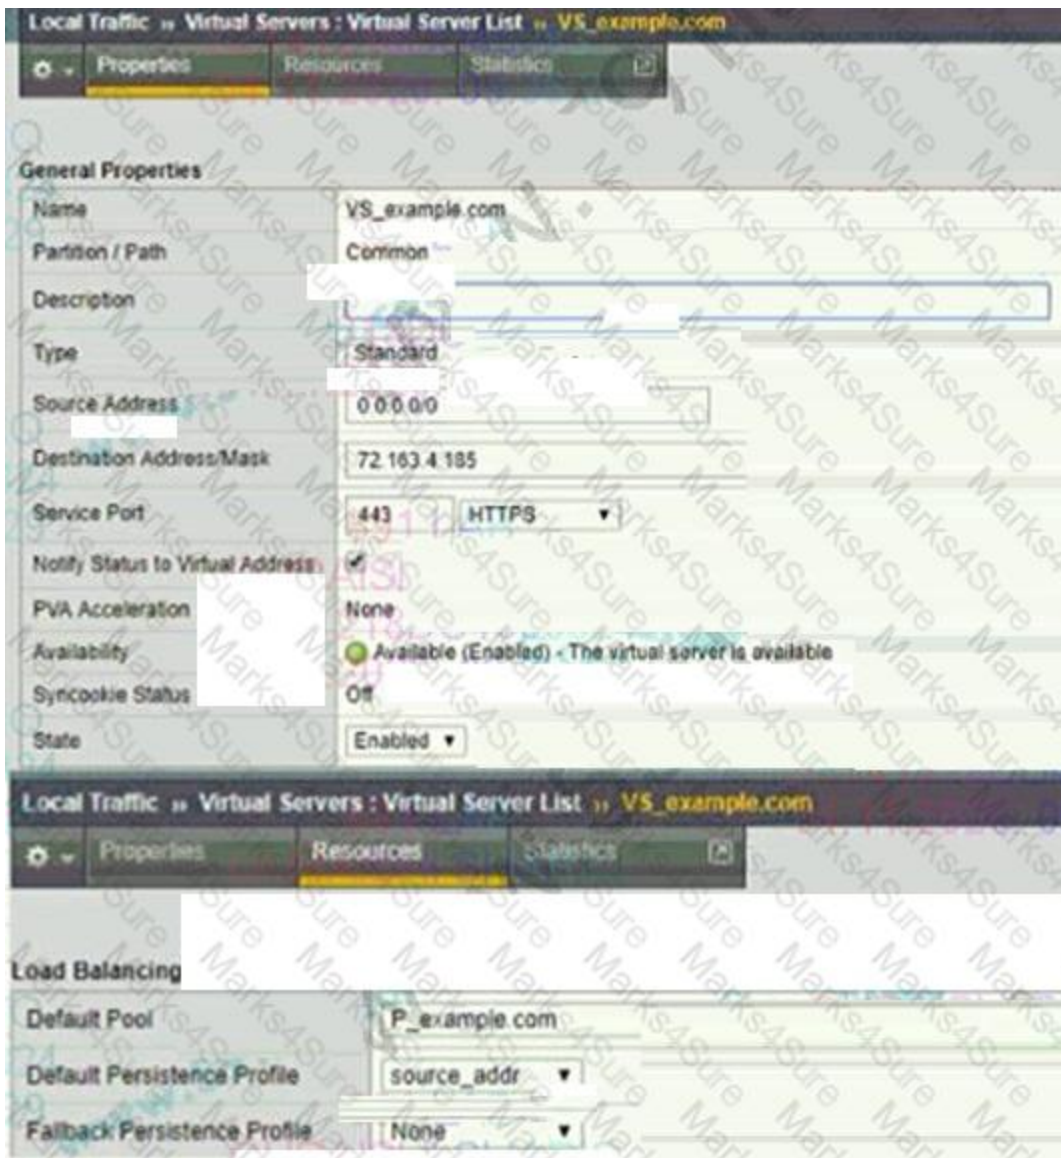 Local Traffic ›› Virtual Servers : Virtual Server List ›› VS_example.com
Properties Resources Statistics
General Properties
Name VS_example.com
Partition / Path Common
Description
Type Standard
Source Address 0.0.0.0/0
Destination Address/Mask 72.163.4.185
Service Port 443 HTTPS
Notify Status to Virtual Address
PVA Acceleration None
Availability Available (Enabled) - The virtual server is available
Syncookie Status Off
State Enabled
Local Traffic ›› Virtual Servers : Virtual Server List ›› VS_example.com
Properties Resources Statistics
Load Balancing
Default Pool P_example.com
Default Persistence Profile source_addr
Fallback Persistence Profile None
Marks4Sure